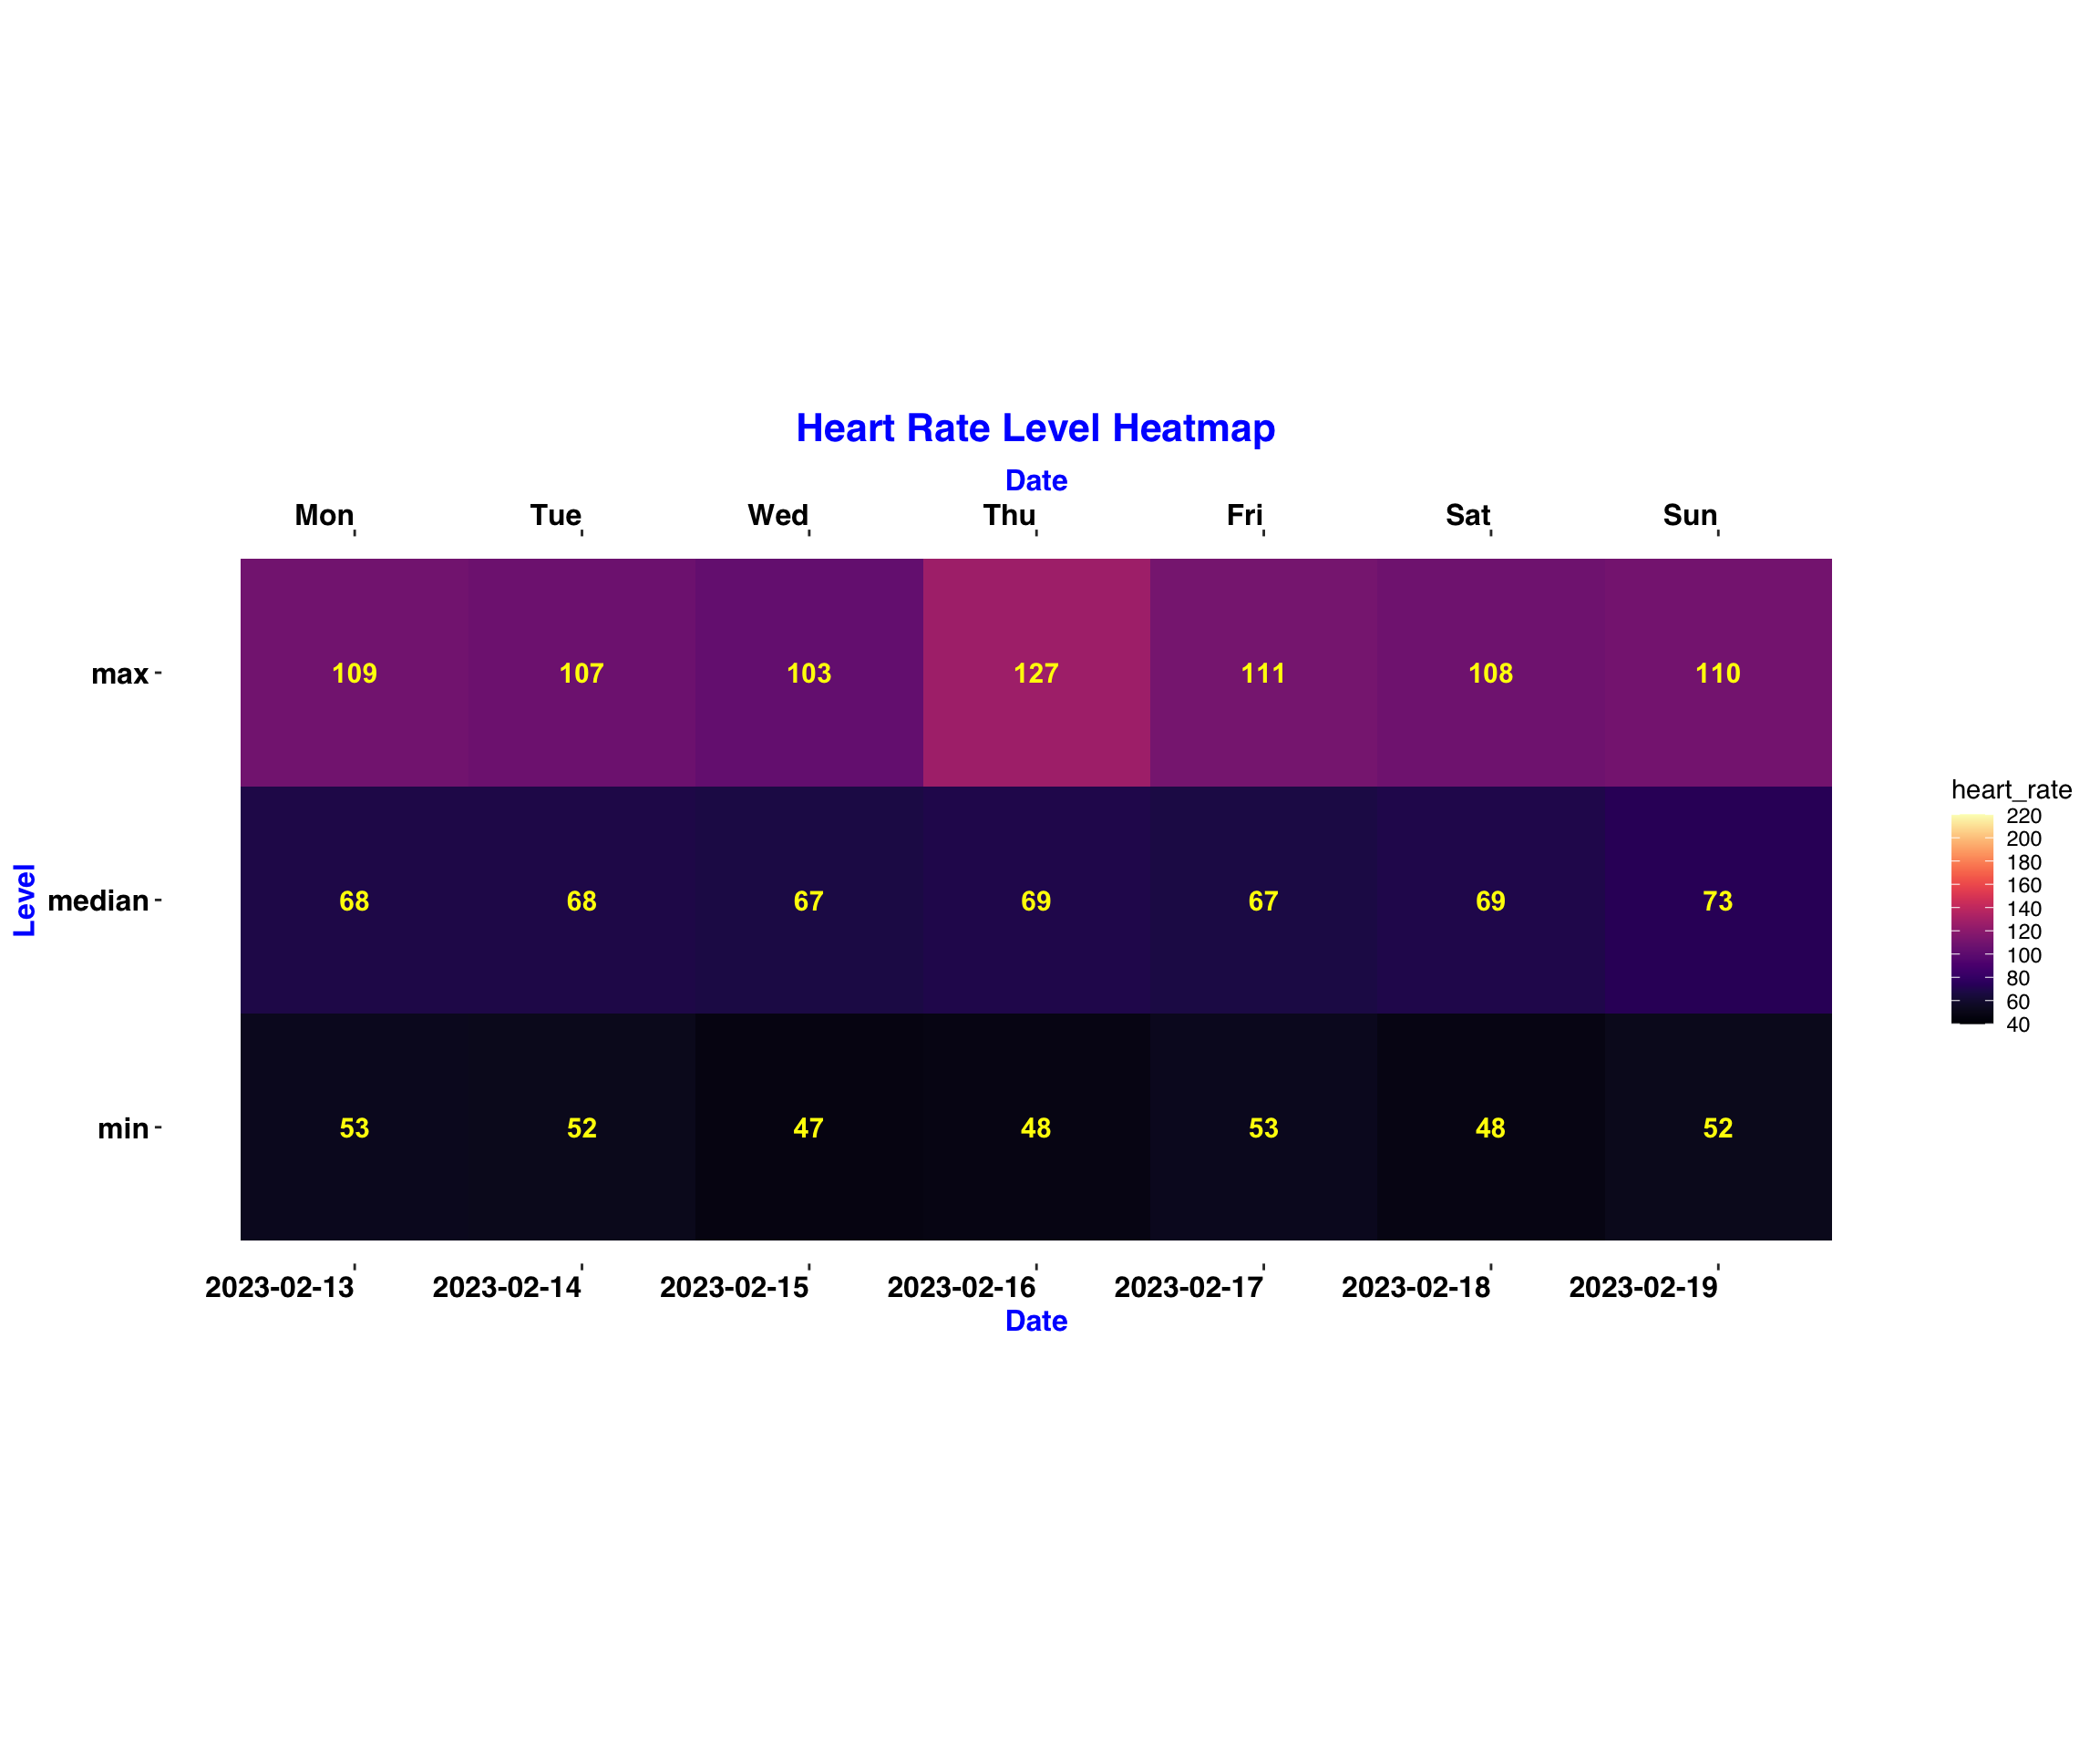 Heart Rate Level Heatmap
Date
Mon Tue Wed Thu Fri Sat Sun
max 109 107 103 127 111 108 110
Level
median 68 68 67 69 67 69 73
min 53 52 47 48 53 48 52
2023-02-13 2023-02-14 2023-02-15 2023-02-16 2023-02-17 2023-02-18 2023-02-19
Date
heart_rate
220
200
180
160
140
120
100
80
60
40